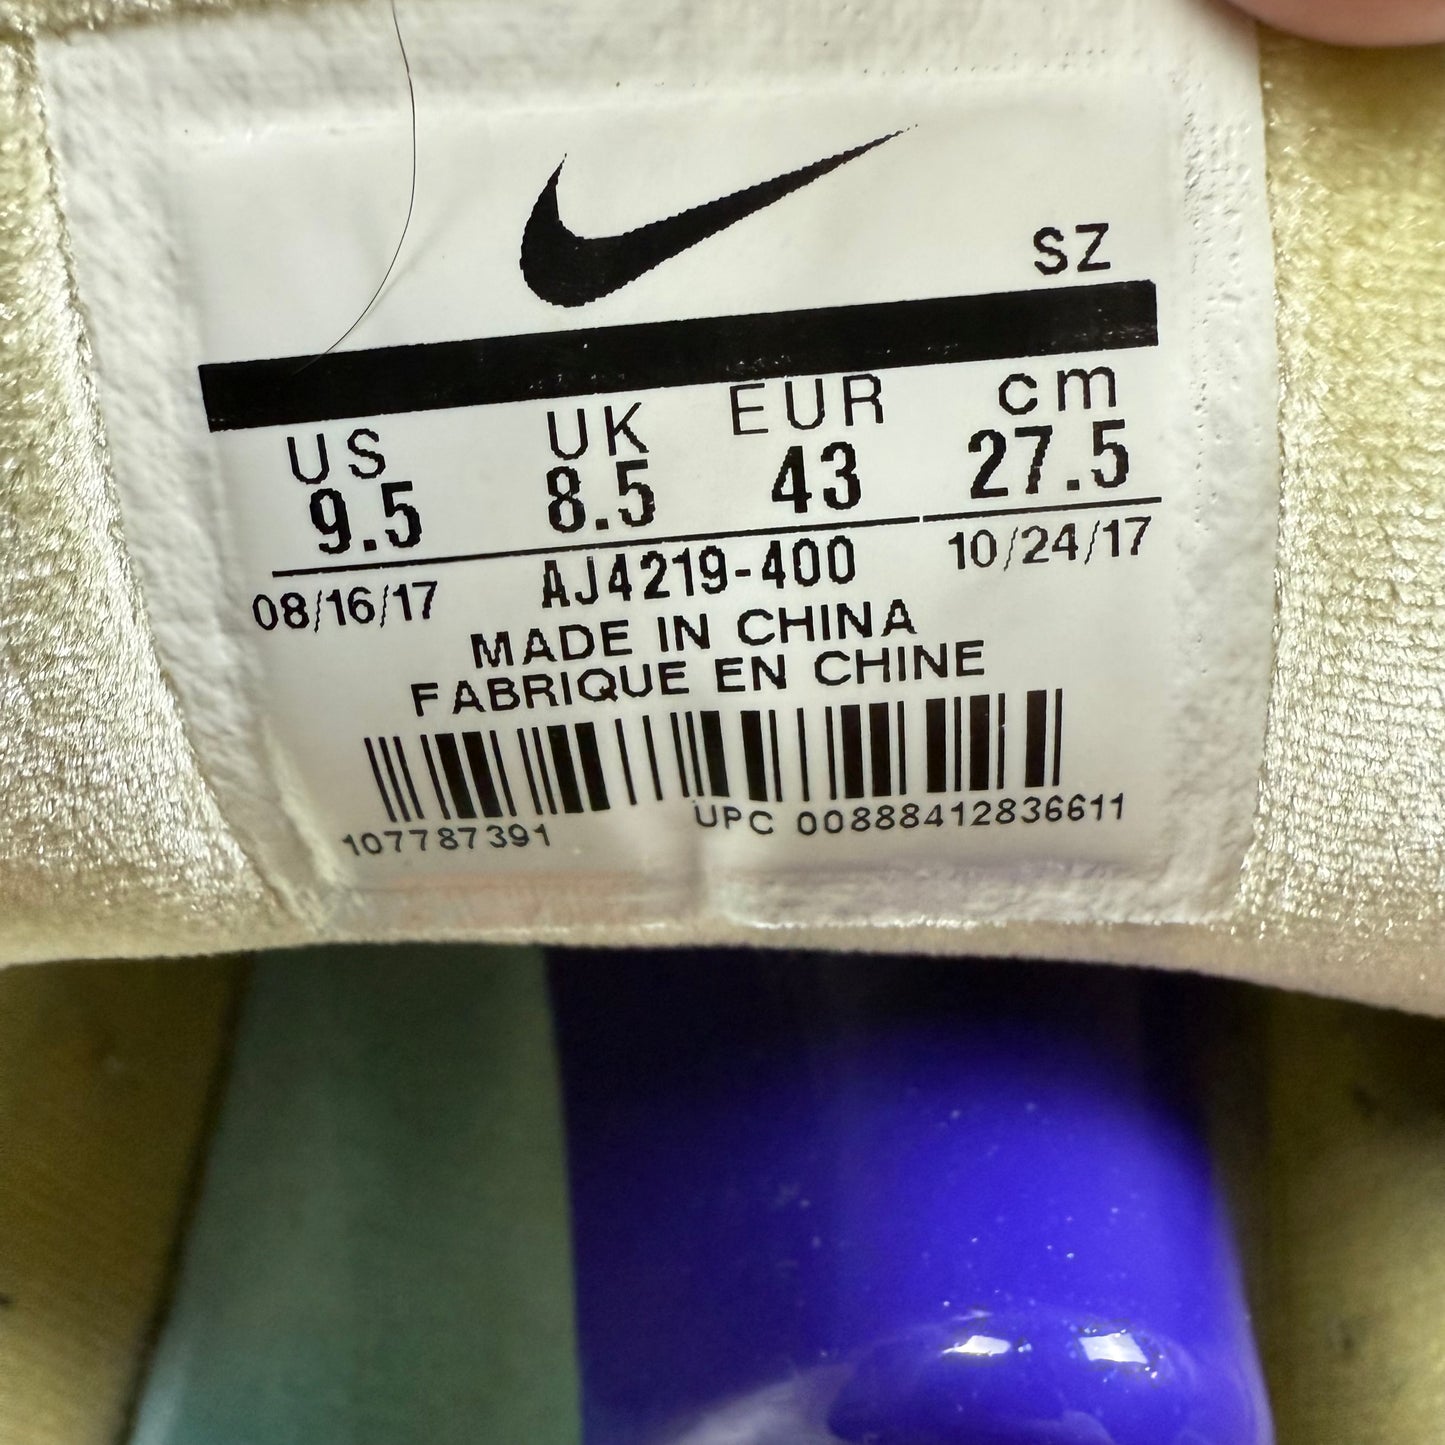 SZ
US UK EUR cm
9.5 8.5 43 27.5
08/16/17 AJ4219-400 10/24/17
MADE IN CHINA
FABRIQUE EN CHINE
107787391 UPC 00888412836611